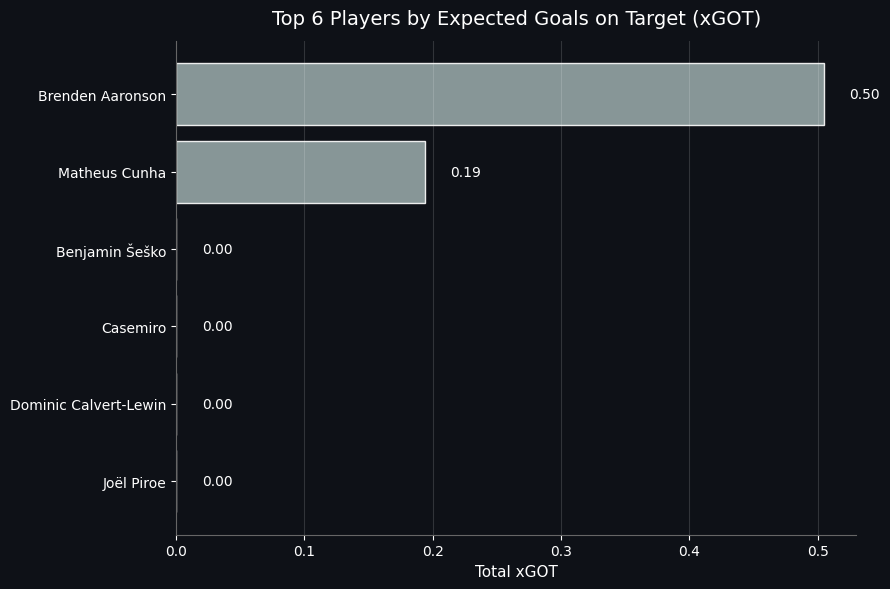 Top 6 Players by Expected Goals on Target (xGOT)
Brenden Aaronson
0.50
Matheus Cunha
0.19
Benjamin Šeško
0.00
Casemiro
0.00
Dominic Calvert-Lewin
0.00
Joël Piroe
0.00
0.0 0.1 0.2 0.3 0.4 0.5
Total xGOT